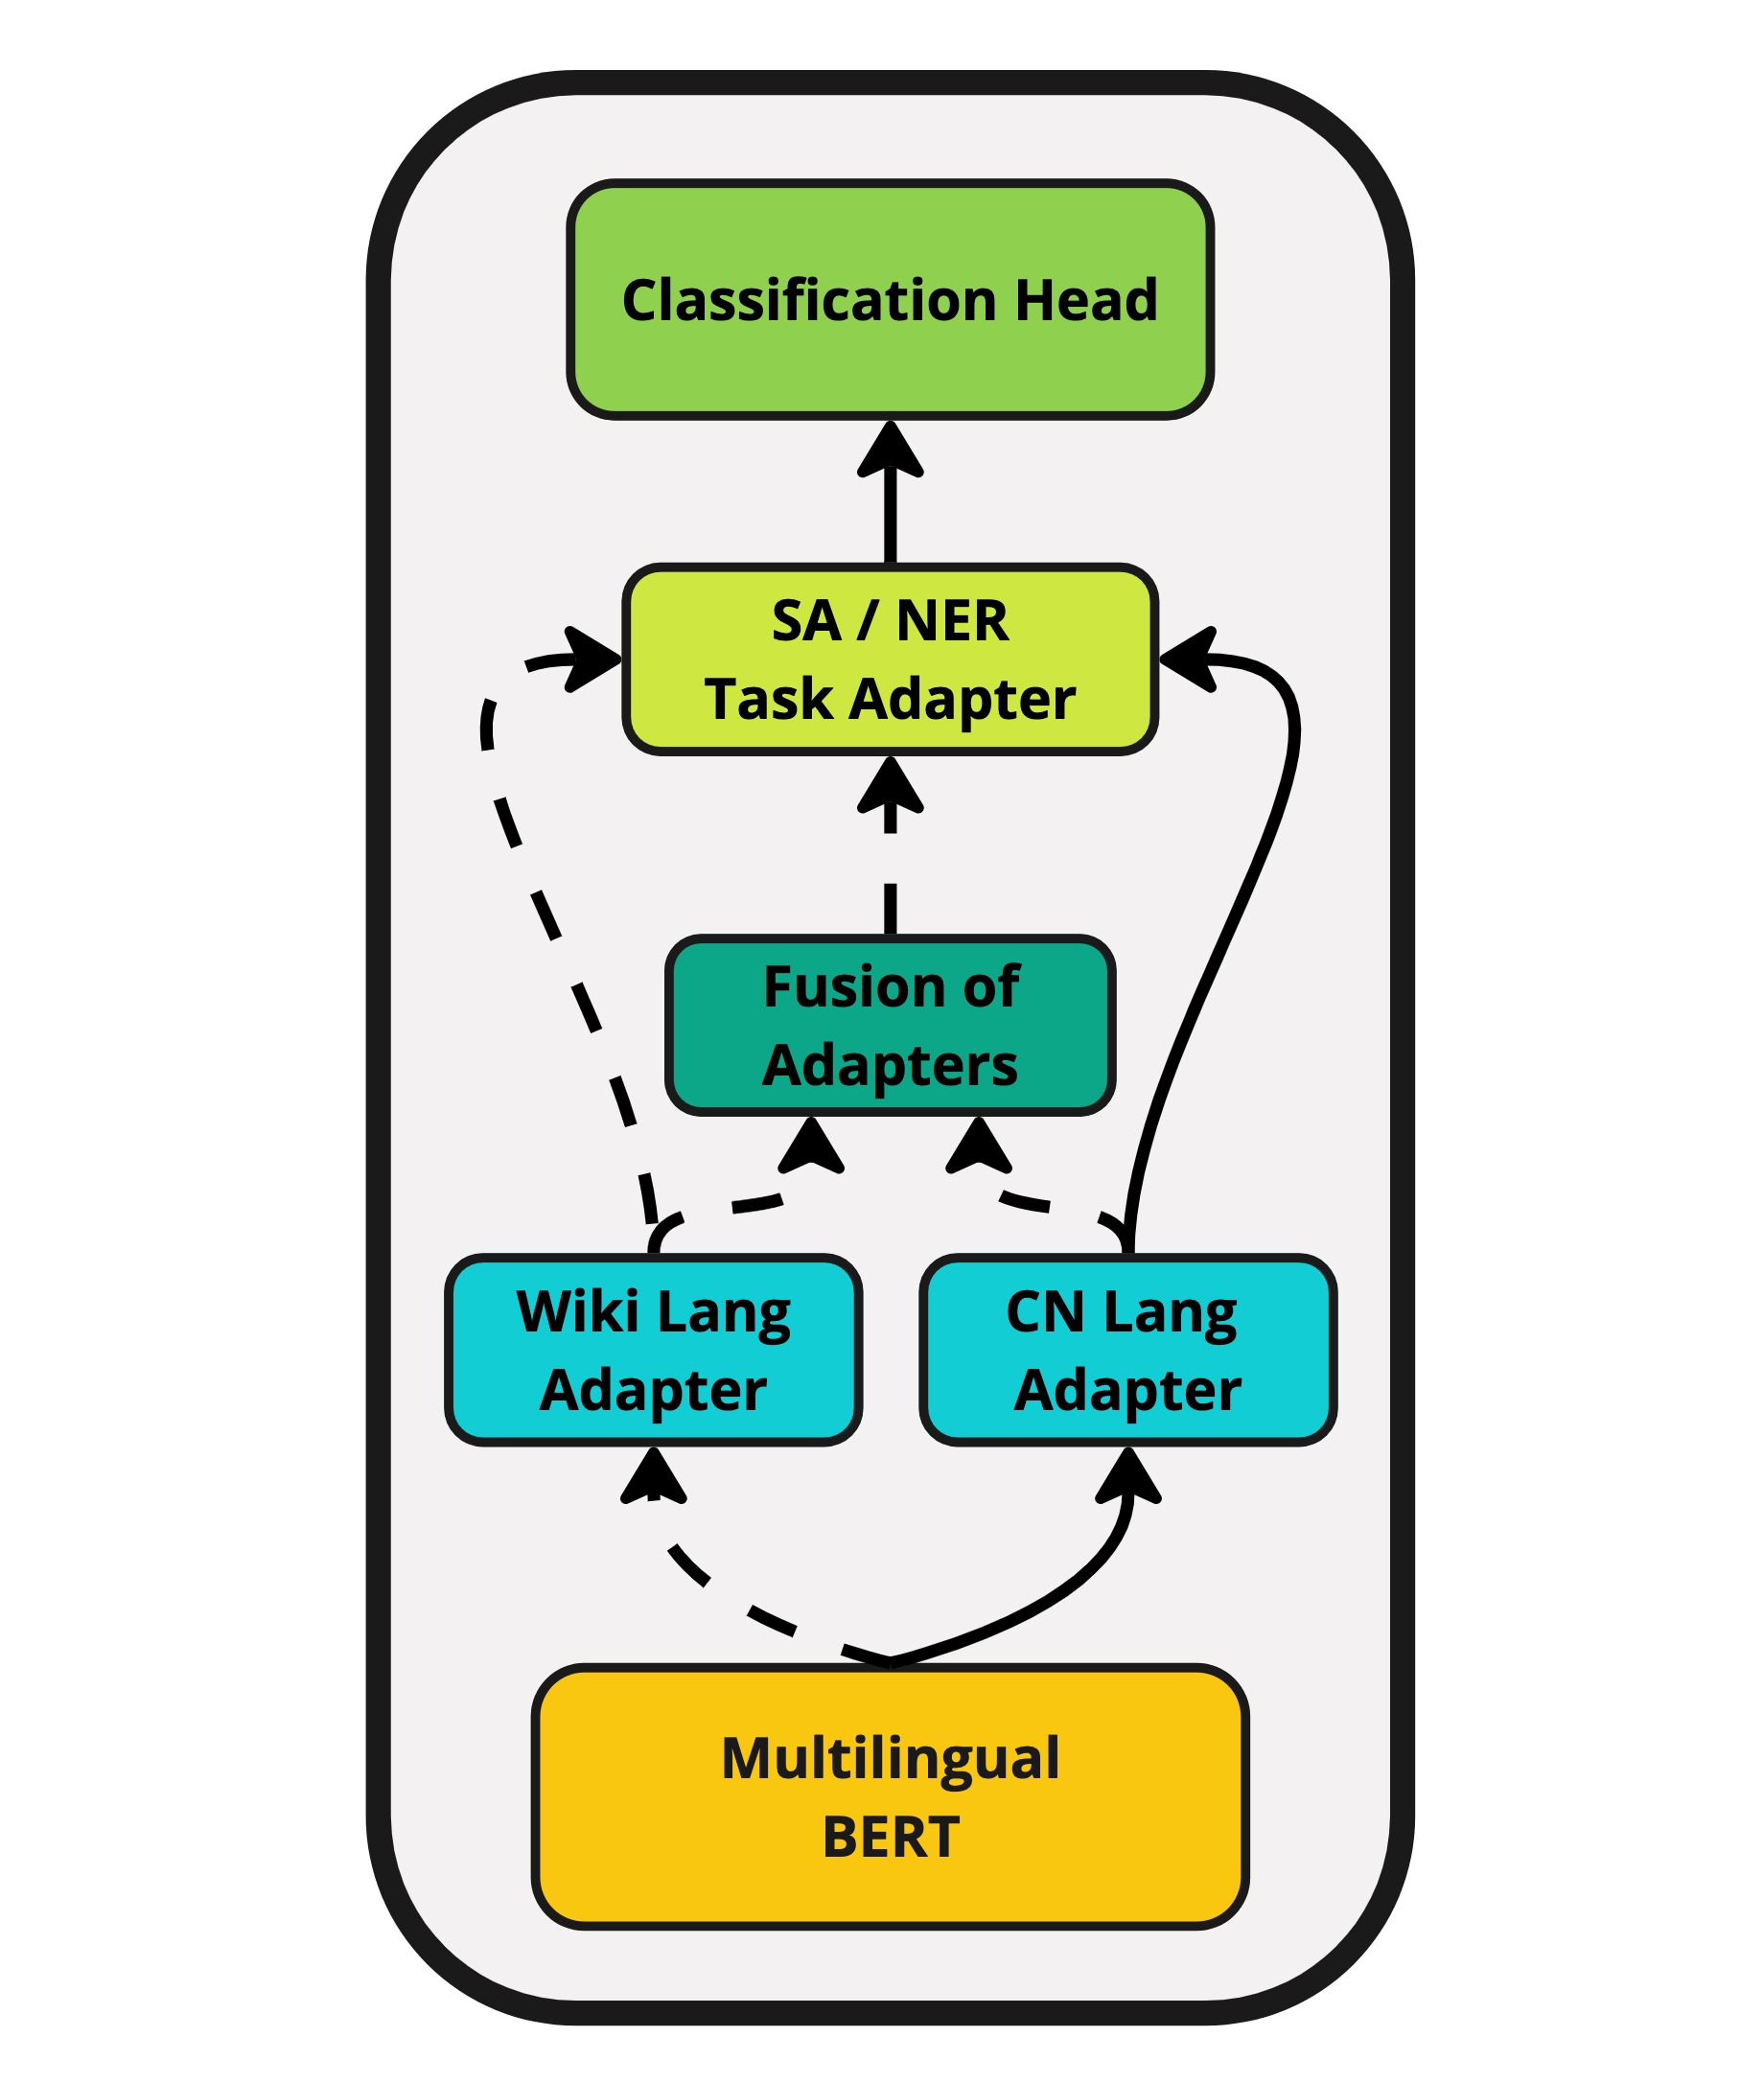 Classification Head
SA / NER
Task Adapter
Fusion of
Adapters
Wiki Lang
Adapter
CN Lang
Adapter
Multilingual
BERT